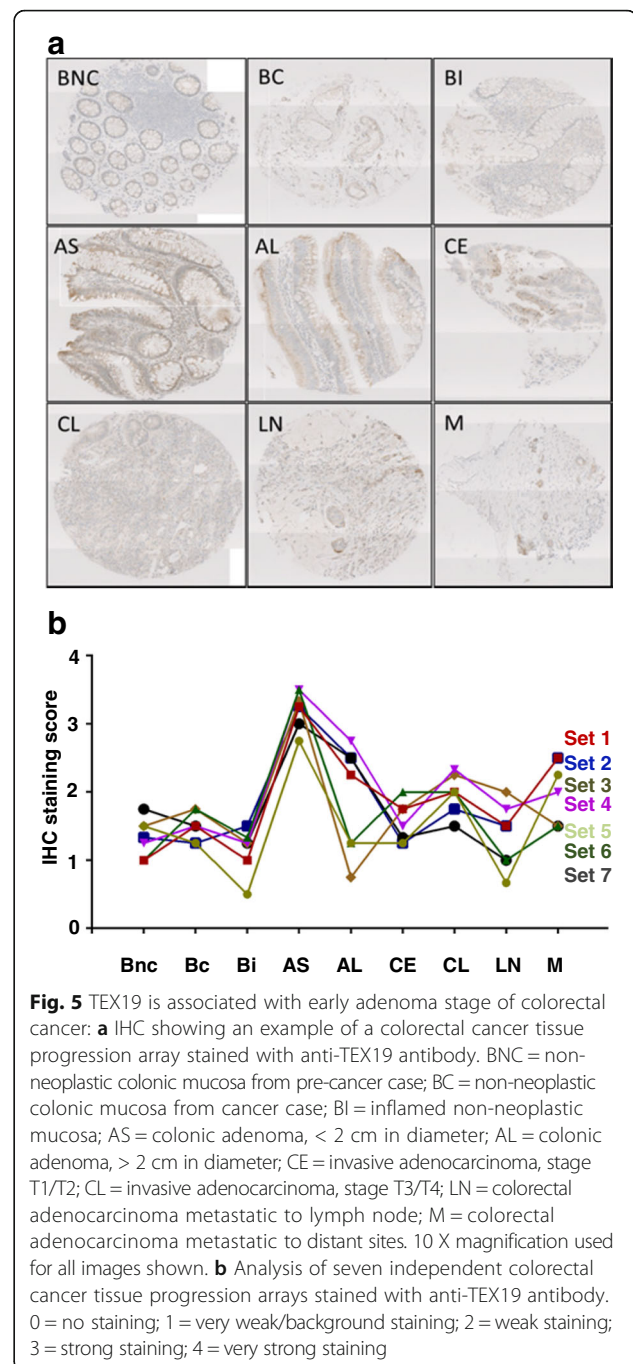 a
BNC
BC
BI
AS
AL
CE
CL
LN
M
b
4
3
2
1
0
IHC staining score
Set 1
Set 2
Set 3
Set 4
Set 5
Set 6
Set 7
Bnc Bc Bi AS AL CE CL LN M
Fig. 5 TEX19 is associated with early adenoma stage of colorectal
cancer: a IHC showing an example of a colorectal cancer tissue
progression array stained with anti-TEX19 antibody. BNC = non-
neoplastic colonic mucosa from pre-cancer case; BC = non-neoplastic
colonic mucosa from cancer case; BI = inflamed non-neoplastic
mucosa; AS = colonic adenoma, < 2 cm in diameter; AL = colonic
adenoma, > 2 cm in diameter; CE = invasive adenocarcinoma, stage
T1/T2; CL = invasive adenocarcinoma, stage T3/T4; LN = colorectal
adenocarcinoma metastatic to lymph node; M = colorectal
adenocarcinoma metastatic to distant sites. 10 X magnification used
for all images shown. b Analysis of seven independent colorectal
cancer tissue progression arrays stained with anti-TEX19 antibody.
0 = no staining; 1 = very weak/background staining; 2 = weak staining;
3 = strong staining; 4 = very strong staining